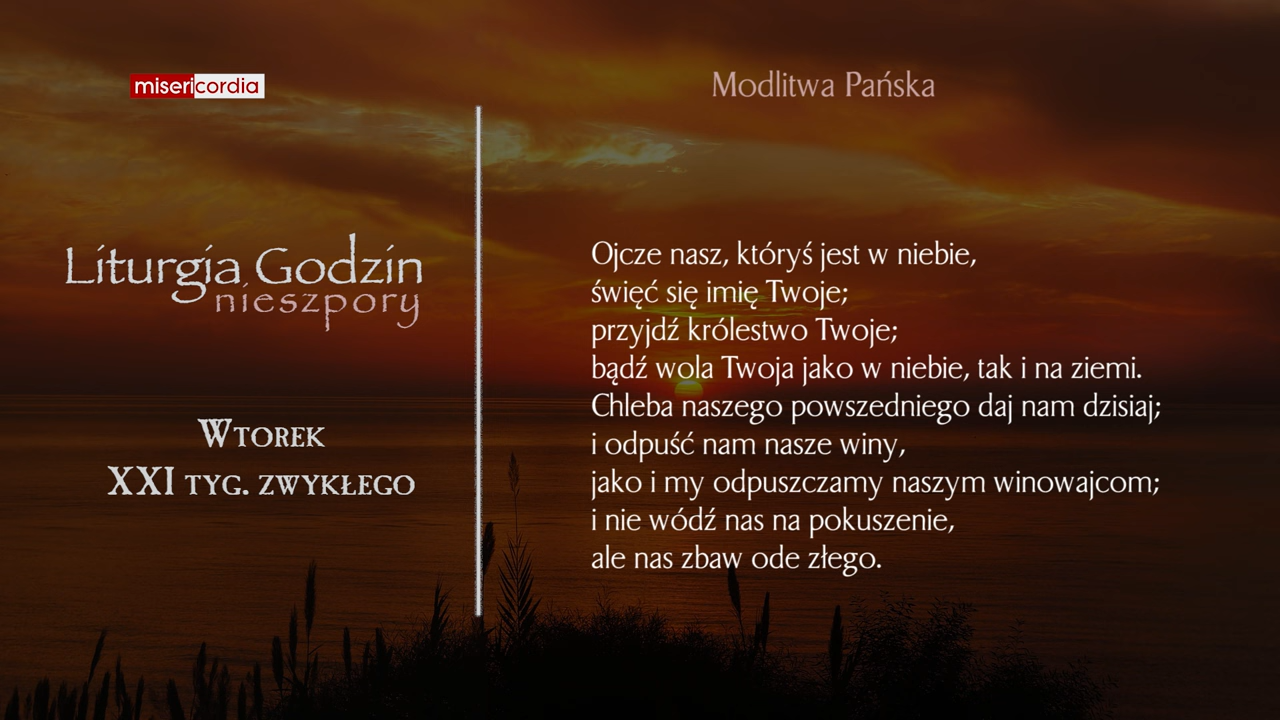 misericordia
Liturgia Godzin
nieszpory
Wtorek
XXI tyg. zwykłego
Modlitwa Pańska
Ojcze nasz, któryś jest w niebie,
święć się imię Twoje;
przyjdź królestwo Twoje;
bądź wola Twoja jako w niebie, tak i na ziemi.
Chleba naszego powszedniego daj nam dzisiaj;
i odpuść nam nasze winy,
jako i my odpuszczamy naszym winowajcom;
i nie wódź nas na pokuszenie,
ale nas zbaw ode złego.